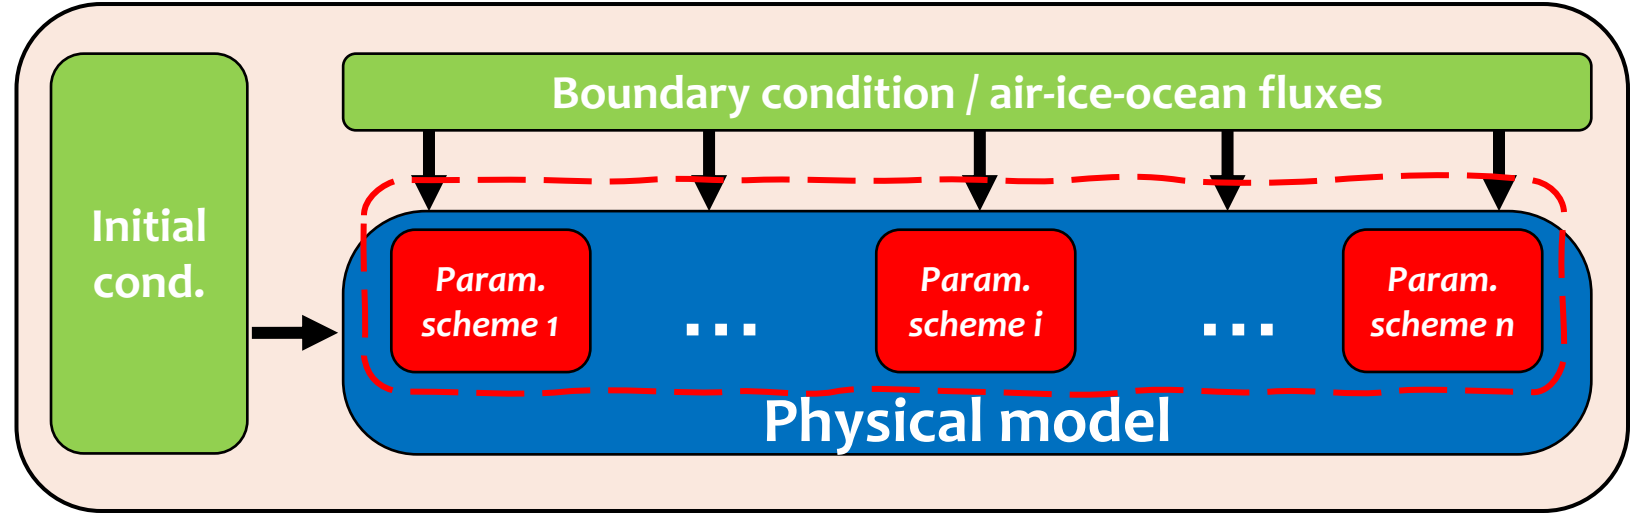 Boundary condition / air-ice-ocean fluxes
Initial
cond.
Param.
scheme 1
...
Param.
scheme i
...
Param.
scheme n
Physical model